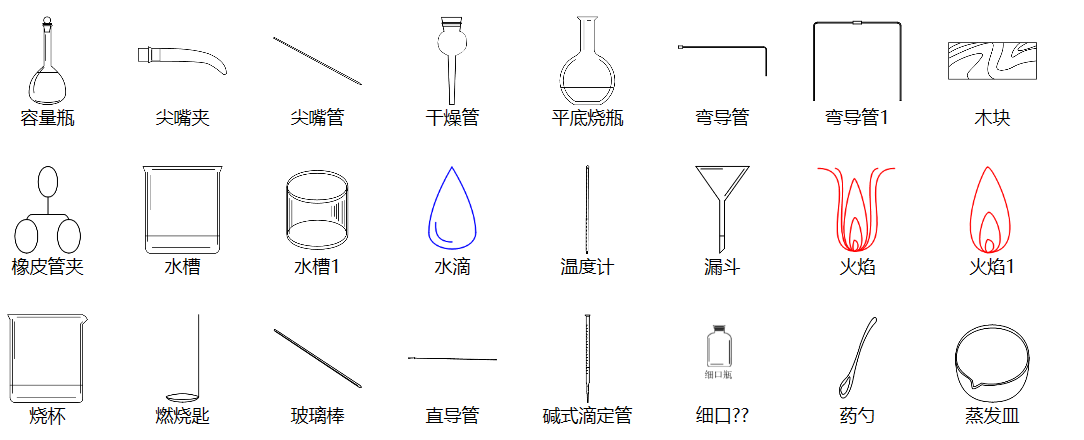 容量瓶 尖嘴夹 尖嘴管 干燥管 平底烧瓶 弯导管 弯导管1 木块
橡皮管夹 水槽 水槽1 水滴 温度计 漏斗 火焰 火焰1
细口瓶
烧杯 燃烧匙 玻璃棒 直导管 碱式滴定管 细口?? 药勺 蒸发皿